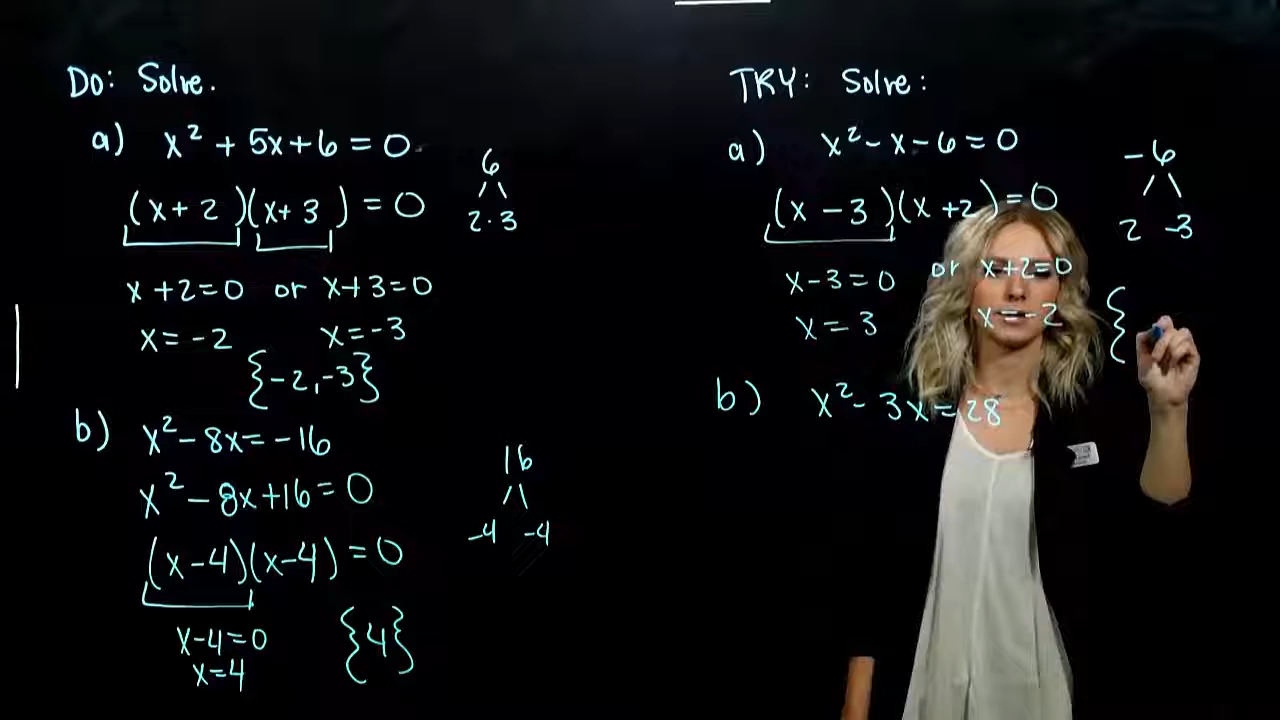 Do: Solve.
a) x² + 5x + 6 = 0
6
(x + 2)(x + 3) = 0
2 · 3
x + 2 = 0 or x + 3 = 0
x = -2 x = -3
{-2, -3}
b) x² - 8x = -16
x² - 8x + 16 = 0
16
(x - 4)(x - 4) = 0
-4 -4
x - 4 = 0
x = 4
{4}
TRY: Solve:
a) x² - x - 6 = 0
-6
(x - 3)(x + 2) = 0
2 -3
x - 3 = 0 or x + 2 = 0
x = 3 x = -2
{
b) x² - 3x = 28